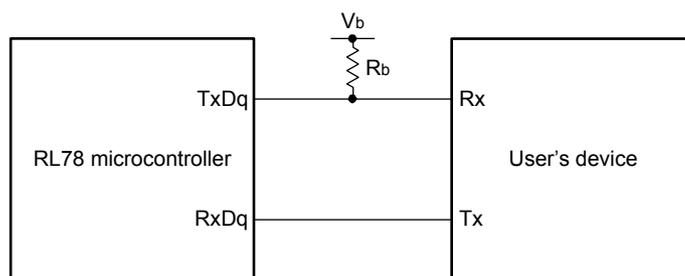 Vb
Rb
TxDq
Rx
RL78 microcontroller
User’s device
RxDq
Tx